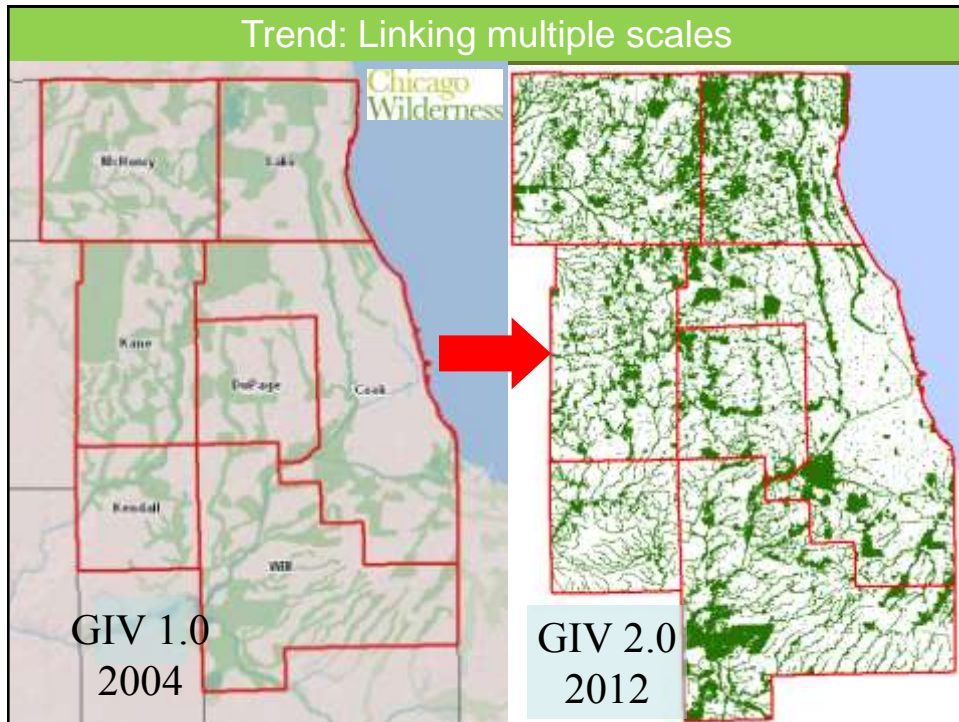 Trend: Linking multiple scales
Chicago
Wilderness
McHenry
Lake
Kane
DuPage
Cook
Kendall
Will
GIV 1.0
2004
GIV 2.0
2012